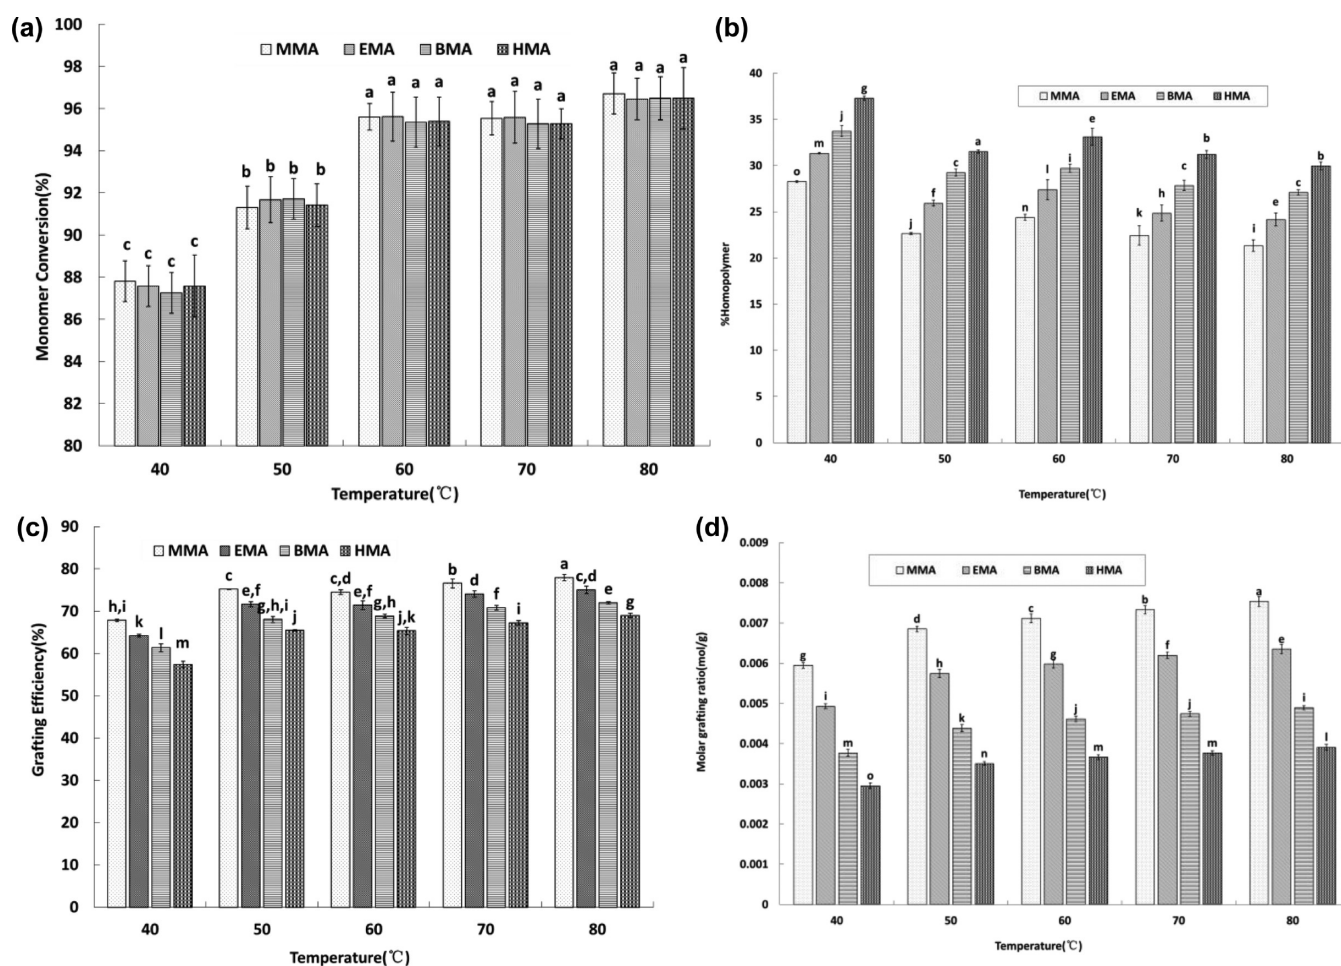 (a)
100
98
96
94
92
90
88
86
84
82
80
Monomer Conversion(%)
MMA EMA BMA HMA
c c c c
b b b b
a a a a
a a a a
a a a a
40 50 60 70 80
Temperature(℃)
(b)
40
35
30
25
20
15
10
5
0
%Homopolymer
MMA EMA BMA HMA
o m j g
j f c a
n l i e
k h c b
i e c b
40 50 60 70 80
Temperature(℃)
(c)
90
80
70
60
50
40
30
20
10
0
Grafting Efficiency(%)
MMA EMA BMA HMA
h,i k l m
c e,f g,h,i j
c,d e,f g,h j,k
b d f i
a c,d e g
40 50 60 70 80
Temperature(℃)
(d)
0.009
0.008
0.007
0.006
0.005
0.004
0.003
0.002
0.001
0
Molar grafting ratio(mol/g)
MMA EMA BMA HMA
g i m o
d h k n
c g j m
b f j m
a e i l
40 50 60 70 80
Temperature(℃)